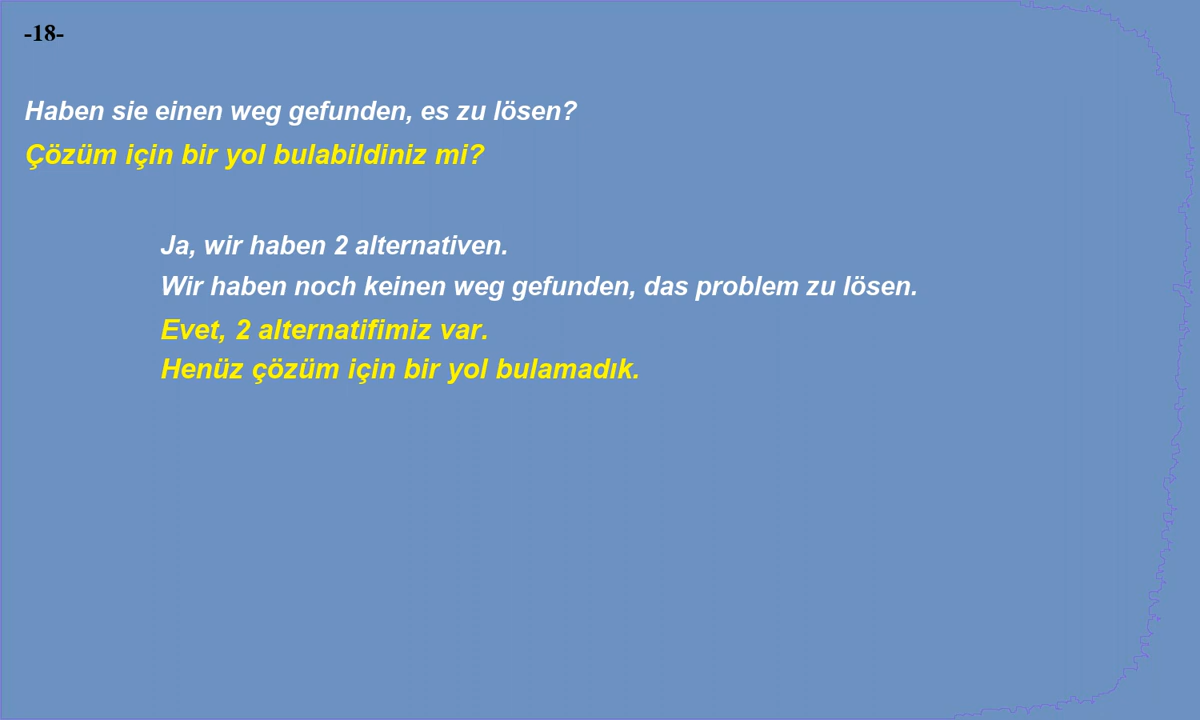 -18-
Haben sie einen weg gefunden, es zu lösen?
Çözüm için bir yol bulabildiniz mi?
Ja, wir haben 2 alternativen.
Wir haben noch keinen weg gefunden, das problem zu lösen.
Evet, 2 alternatifimiz var.
Henüz çözüm için bir yol bulamadık.